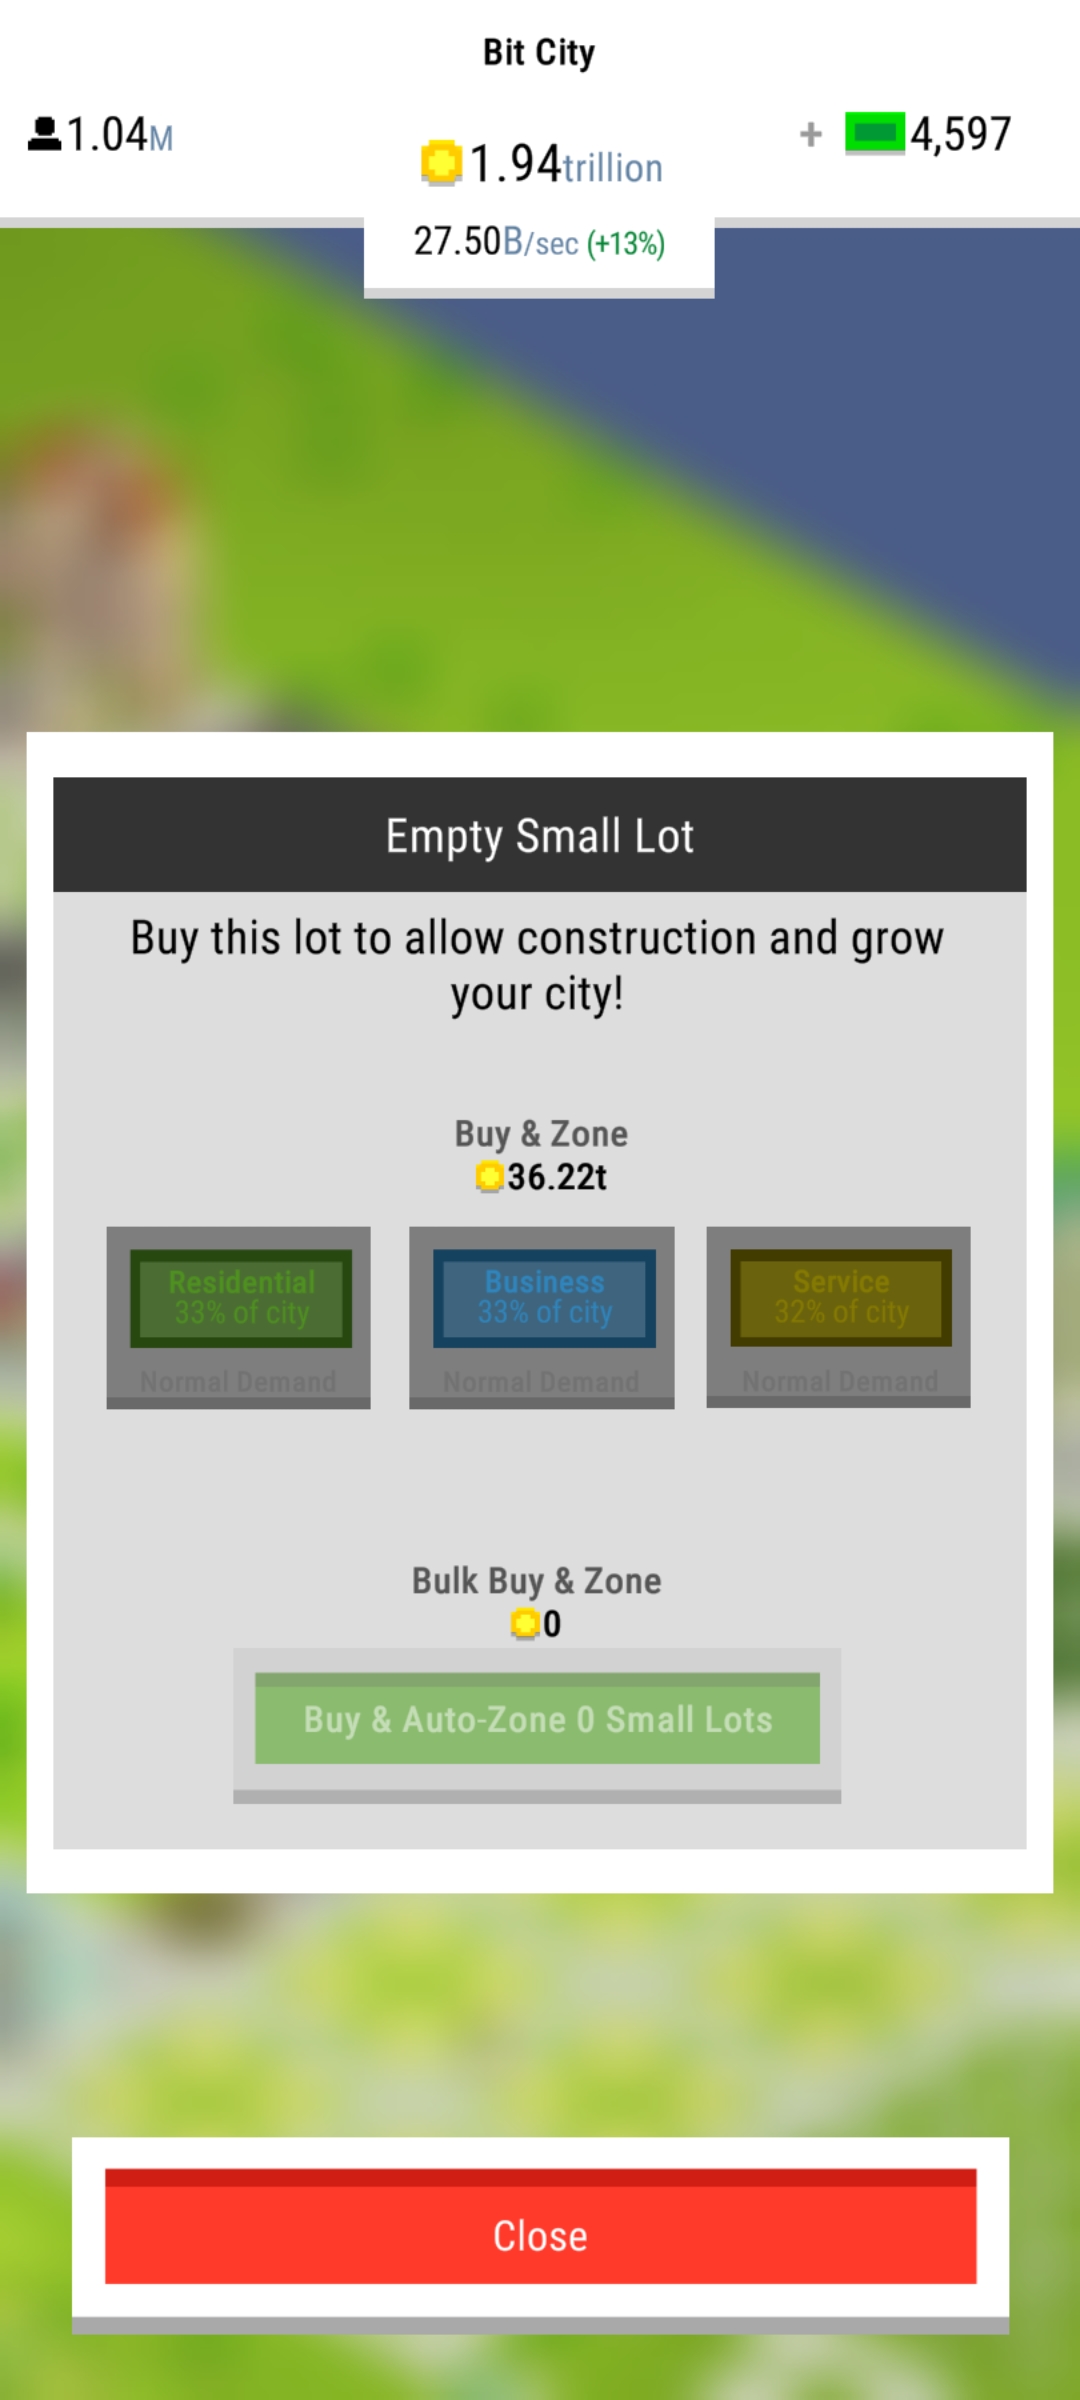 Bit City
1.04M
1.94trillion
+ 4,597
27.50B/sec (+13%)
Empty Small Lot
Buy this lot to allow construction and grow
your city!
Buy & Zone
36.22t
Residential
33% of city
Normal Demand
Business
33% of city
Normal Demand
Service
32% of city
Normal Demand
Bulk Buy & Zone
0
Buy & Auto-Zone 0 Small Lots
Close